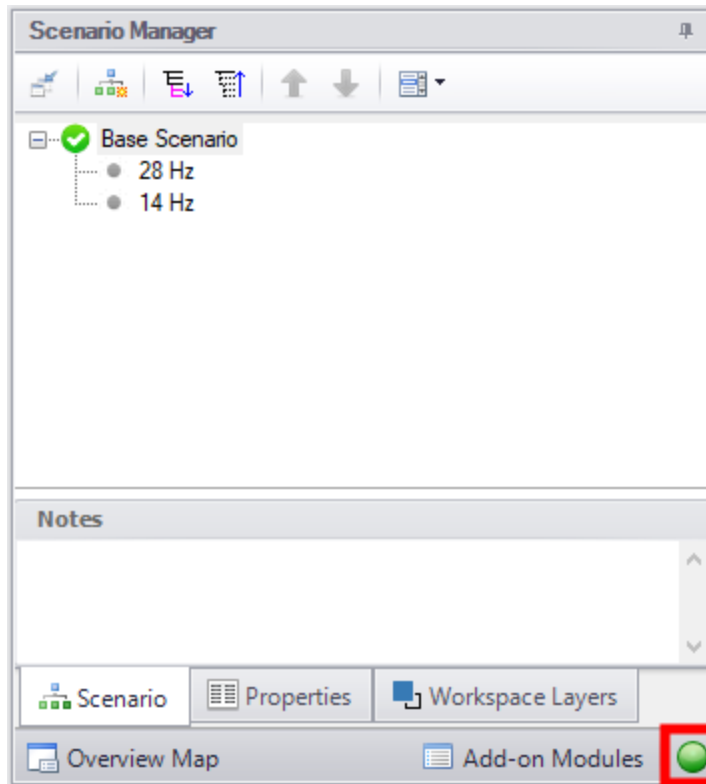 Scenario Manager
Base Scenario
28 Hz
14 Hz
Notes
Scenario Properties Workspace Layers
Overview Map Add-on Modules